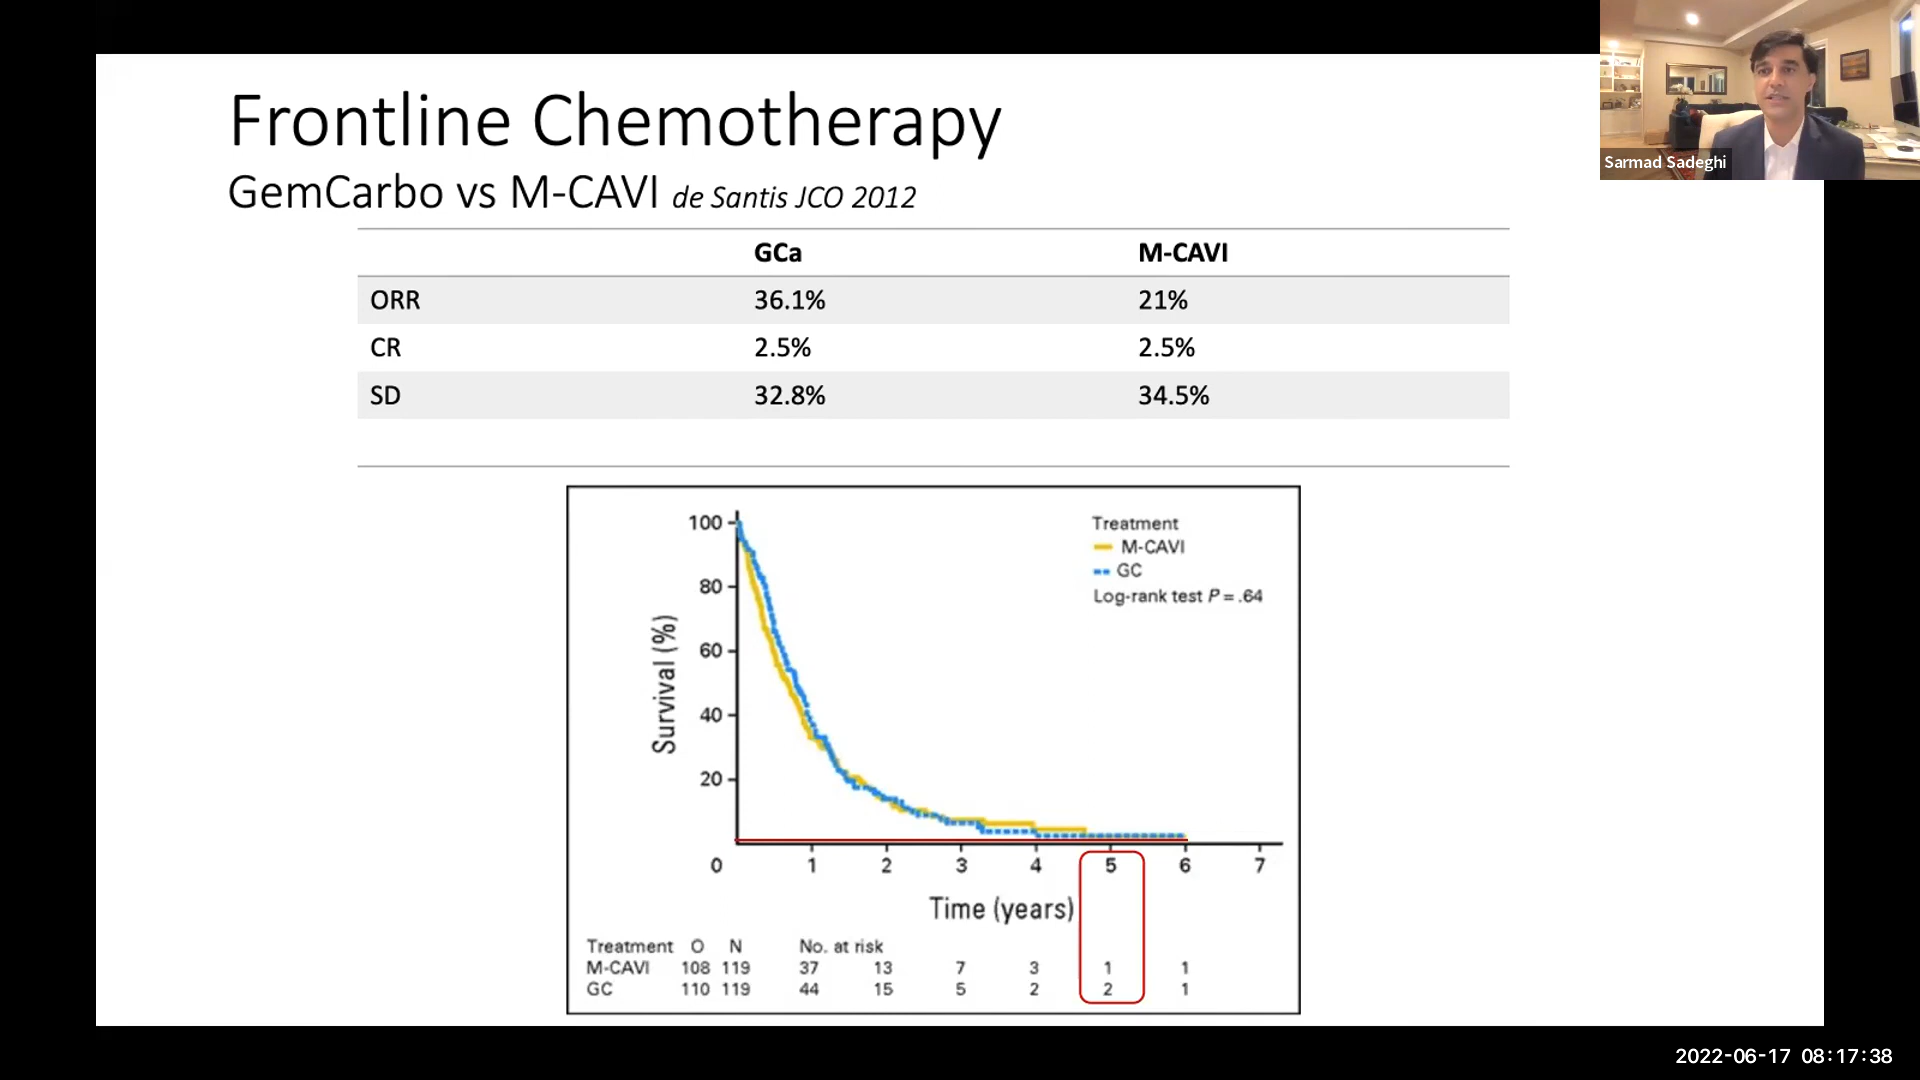 Frontline Chemotherapy
GemCarbo vs M-CAVI de Santis JCO 2012
GCa M-CAVI
ORR 36.1% 21%
CR 2.5% 2.5%
SD 32.8% 34.5%
Sarmad Sadeghi
Survival (%)
100
80
60
40
20
0 1 2 3 4 5 6 7
Time (years)
Treatment
M-CAVI
GC
Log-rank test P = .64
Treatment O N No. at risk
M-CAVI 108 119 37 13 7 3 1 1
GC 110 119 44 15 5 2 2 1
2022-06-17 08:17:38